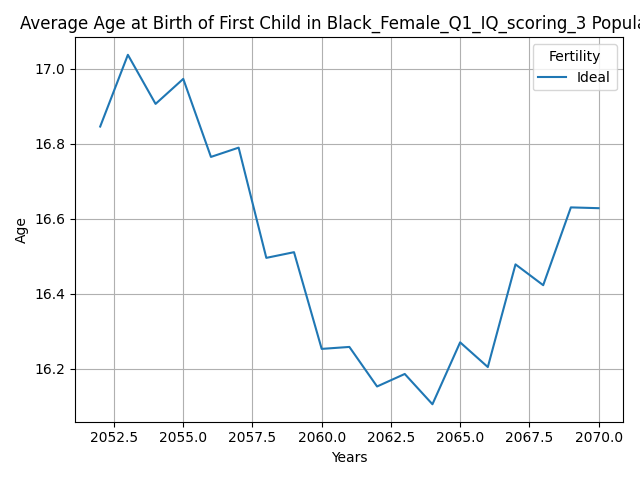 Average Age at Birth of First Child in Black_Female_Q1_IQ_scoring_3 Popula
17.0
16.8
16.6
16.4
16.2
Age
Fertility
Ideal
2052.5 2055.0 2057.5 2060.0 2062.5 2065.0 2067.5 2070.0
Years